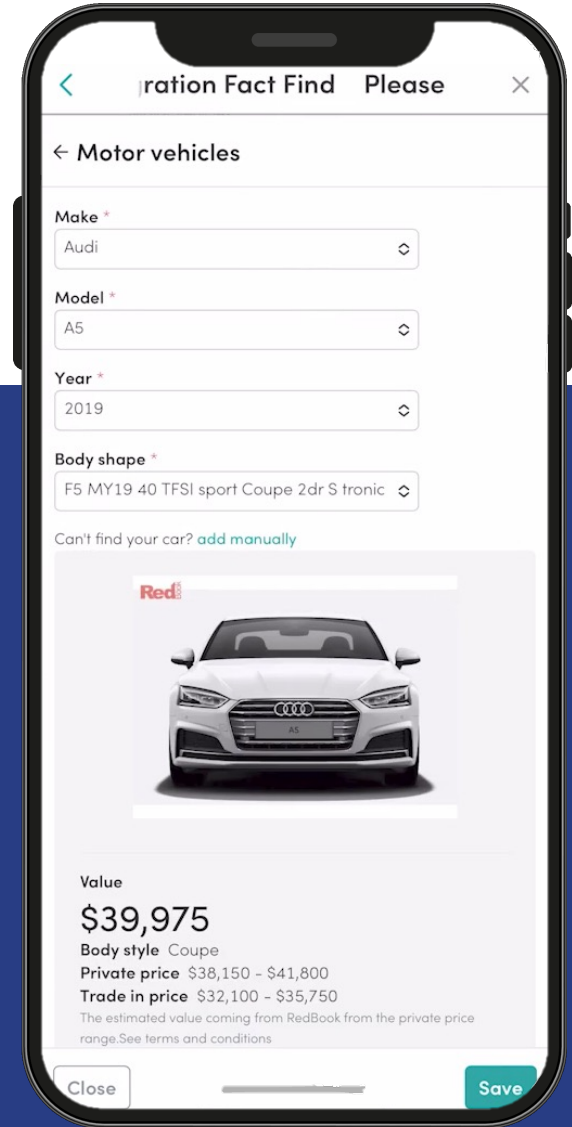 ration Fact Find Please
← Motor vehicles
Make *
Audi
Model *
A5
Year *
2019
Body shape *
F5 MY19 40 TFSI sport Coupe 2dr S tronic
Can't find your car? add manually
Red BOOK
A5
Value
$39,975
Body style Coupe
Private price $38,150 - $41,800
Trade in price $32,100 - $35,750
The estimated value coming from RedBook from the private price
range.See terms and conditions
Close
Save